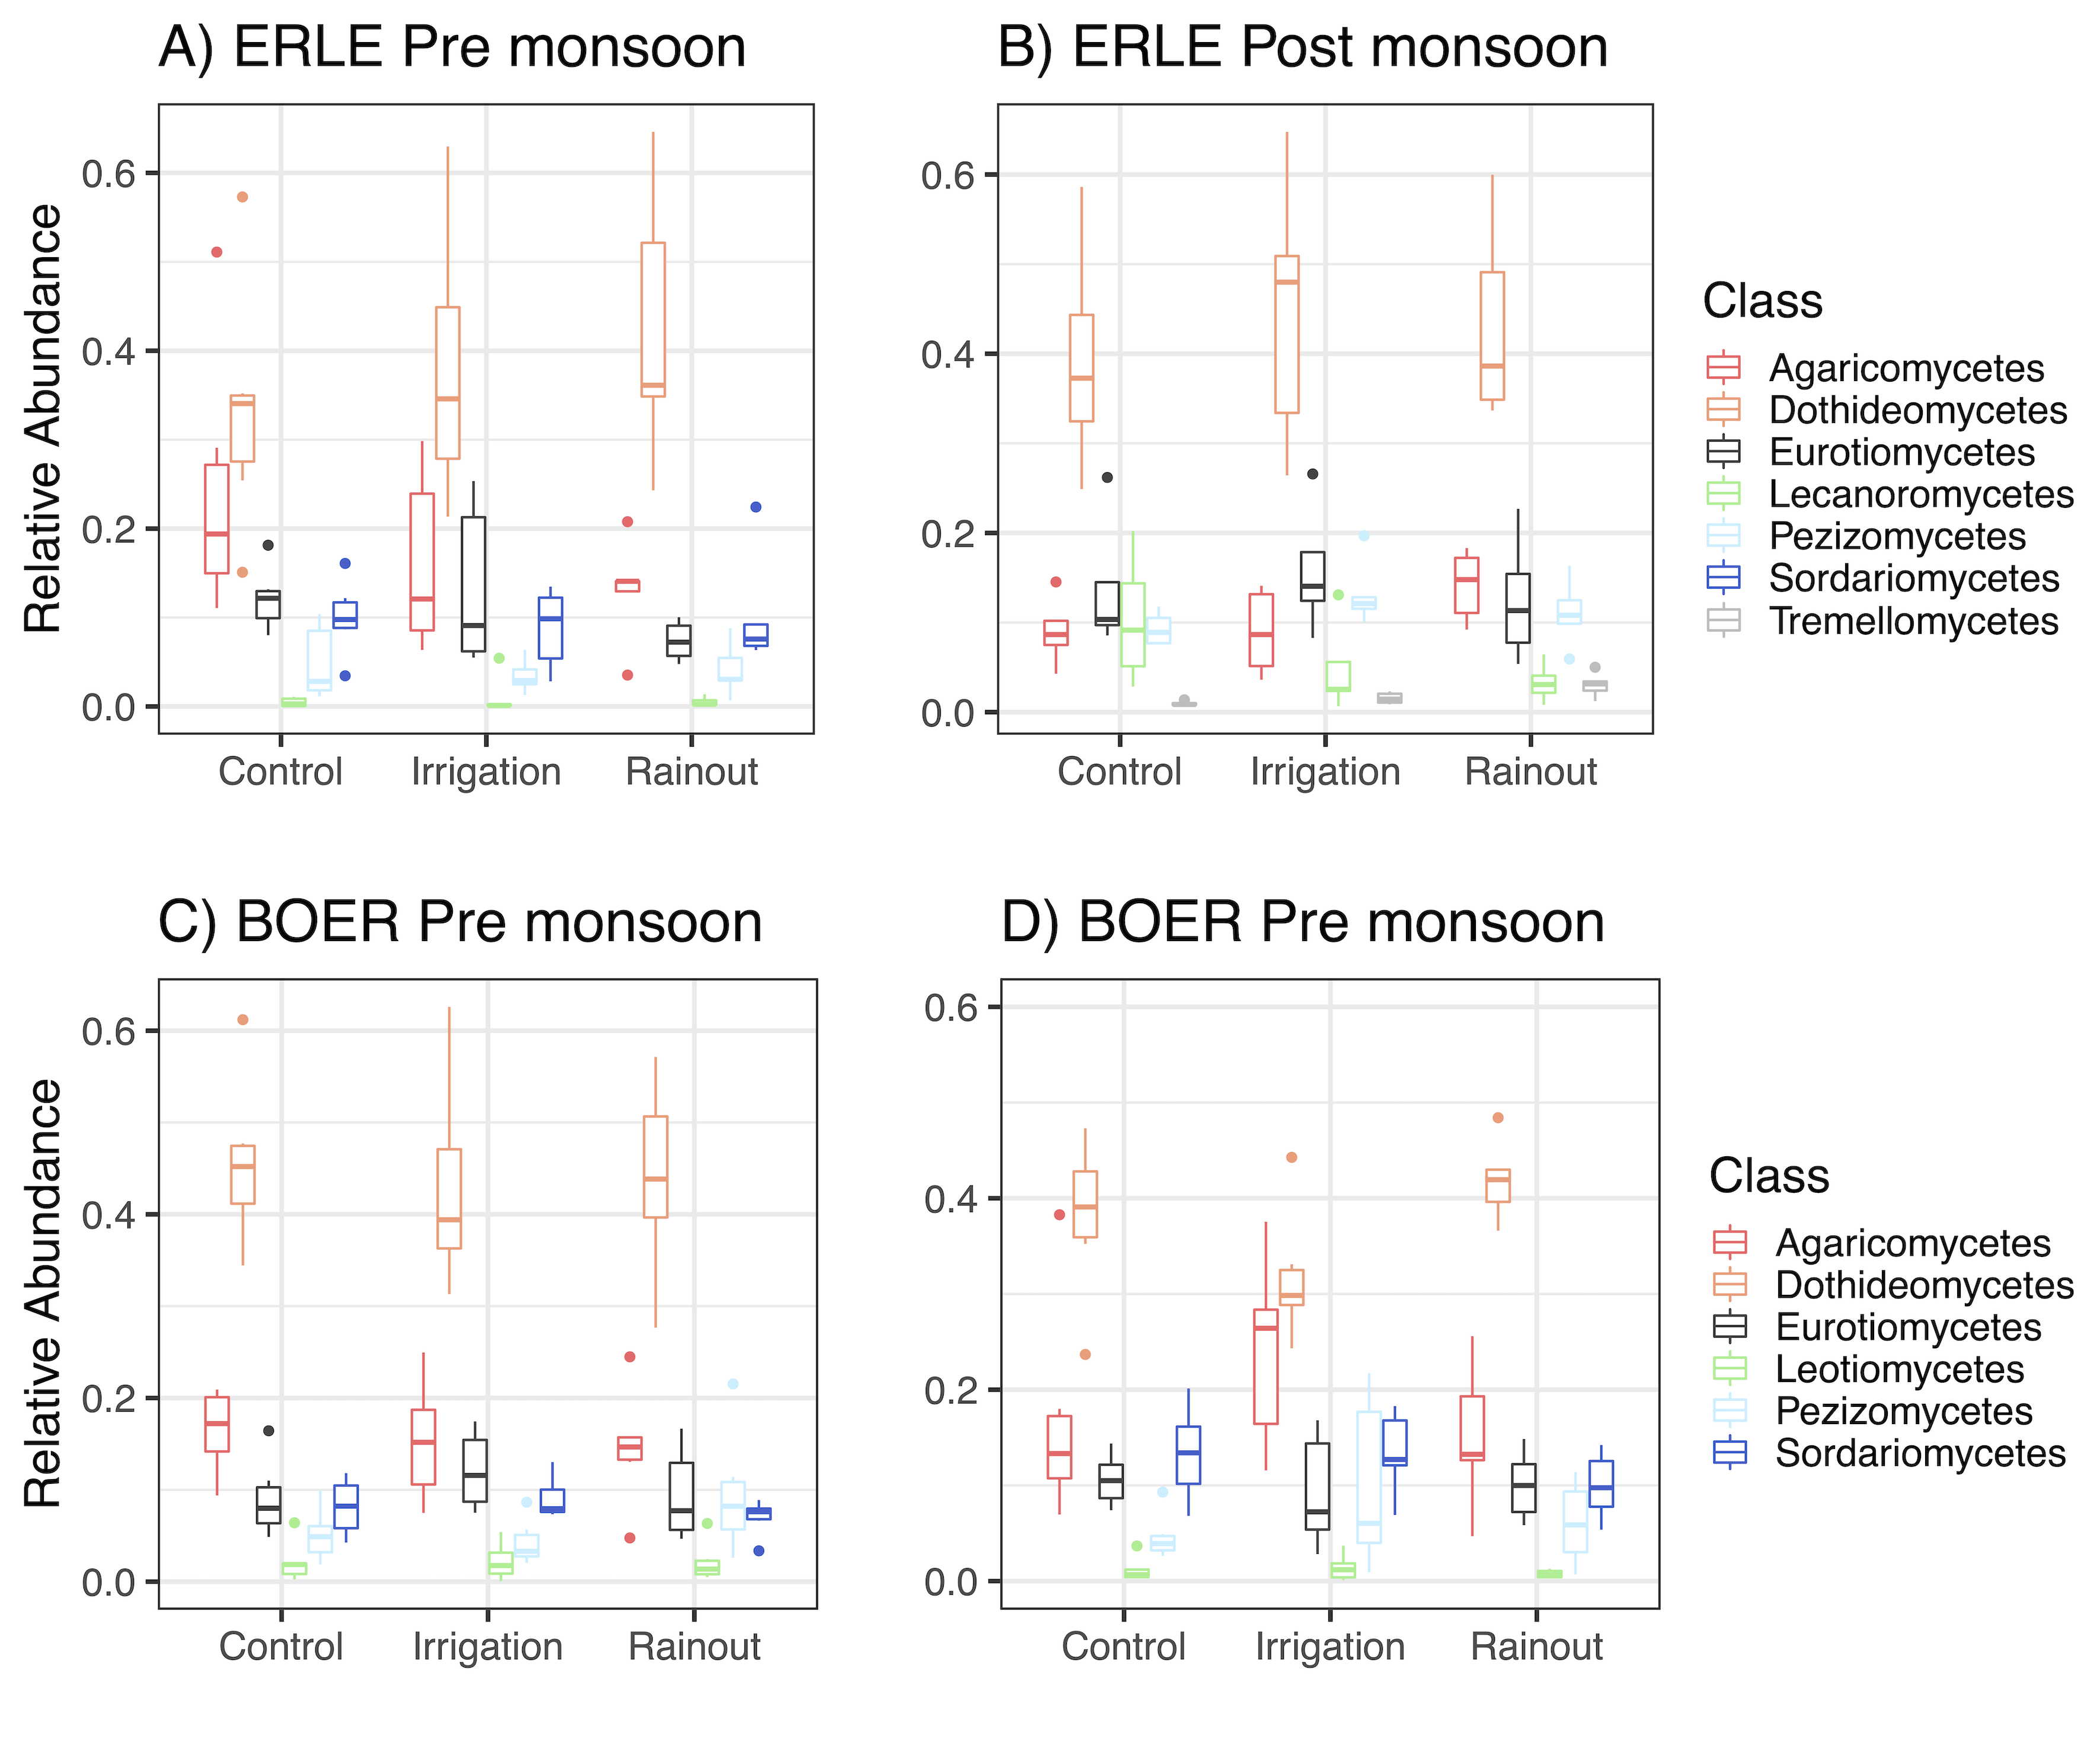 A) ERLE Pre monsoon
B) ERLE Post monsoon
Relative Abundance
0.6
0.4
0.2
0.0
Control
Irrigation
Rainout
0.6
0.4
0.2
0.0
Control
Irrigation
Rainout
Class
Agaricomycetes
Dothideomycetes
Eurotiomycetes
Lecanoromycetes
Pezizomycetes
Sordariomycetes
Tremellomycetes
C) BOER Pre monsoon
D) BOER Pre monsoon
Relative Abundance
0.6
0.4
0.2
0.0
Control
Irrigation
Rainout
0.6
0.4
0.2
0.0
Control
Irrigation
Rainout
Class
Agaricomycetes
Dothideomycetes
Eurotiomycetes
Leotiomycetes
Pezizomycetes
Sordariomycetes